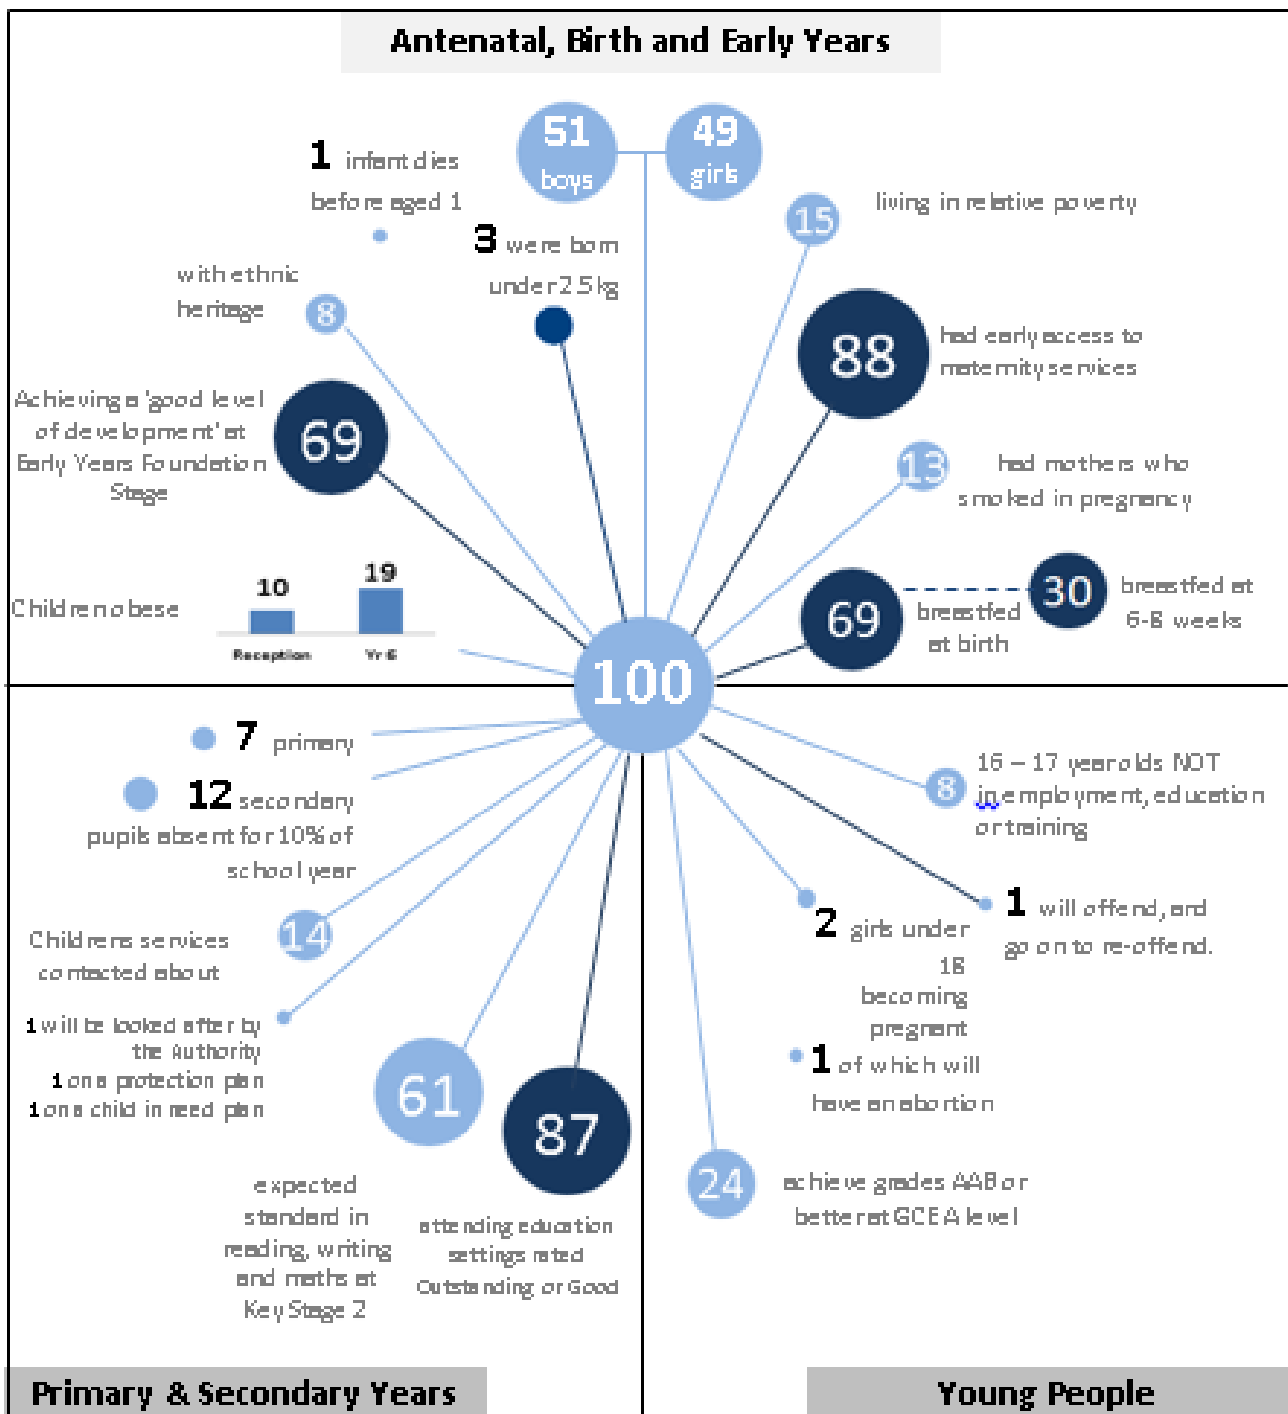 Antenatal, Birth and Early Years
51
boys
49
girls
1 infant dies
before aged 1
3 were born
under 2.5kg
15
living in relative poverty
with ethnic
heritage
8
88
had early access to
maternity services
Achieving a 'good level
of development' at
Early Years Foundation
Stage
69
13
had mothers who
smoked in pregnancy
Children obese
10
19
Reception
Yr 6
69
breastfed
at birth
30
breastfed at
6-8 weeks
100
7 primary
12 secondary
pupils absent for 10% of
school year
14
Childrens services
contacted about
1 will be looked after by
the Authority
1 on a protection plan
1 on a child in need plan
61
expected
standard in
reading, writing
and maths at
Key Stage 2
87
attending education
settings rated
Outstanding or Good
8
16 – 17 year olds NOT
in employment, education
or training
1 will offend, and
go on to re-offend.
2 girls under
18
becoming
pregnant
1 of which will
have an abortion
24
achieve grades AAB or
better at GCE A level
Primary & Secondary Years
Young People